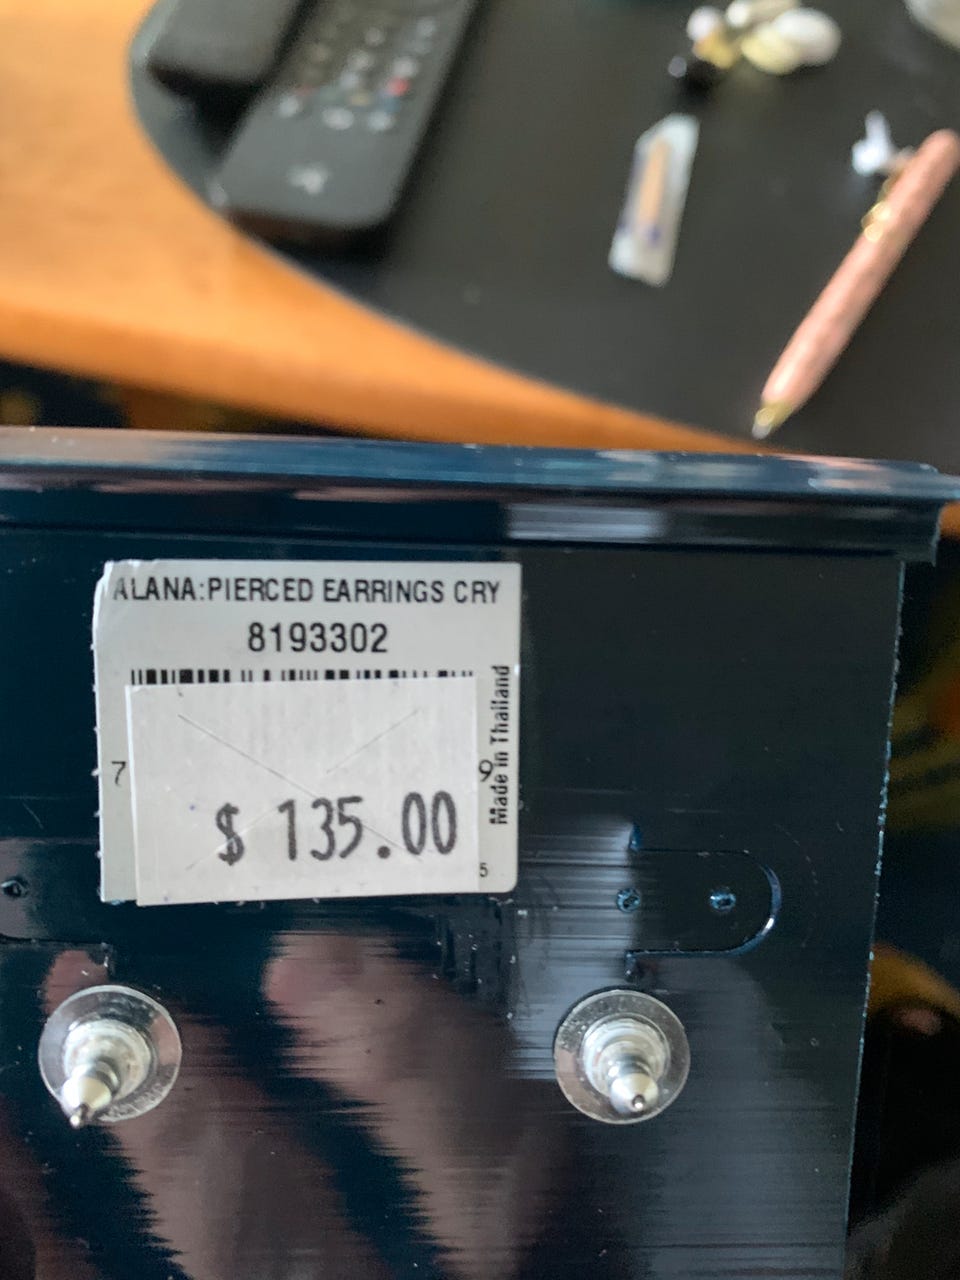 ALANA:PIERCED EARRINGS CRY
8193302
Made in Thailand
7
9
$ 135.00
5